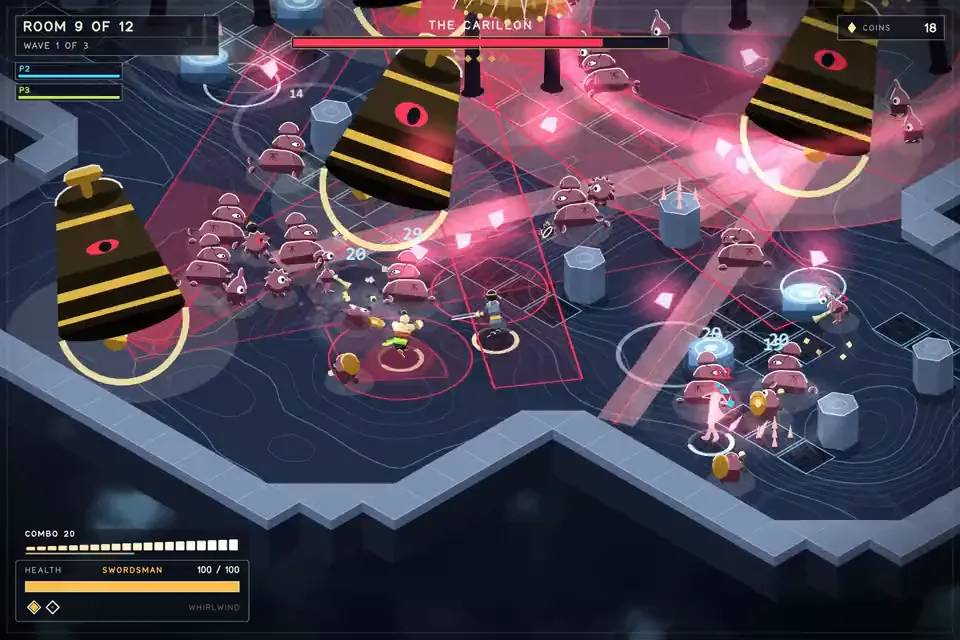 ROOM 9 OF 12
WAVE 1 OF 3
THE CARILLON
COINS 18
P2
P3
14
29
20
29
20
COMBO 20
HEALTH SWORDSMAN 100 / 100
WHIRLWIND